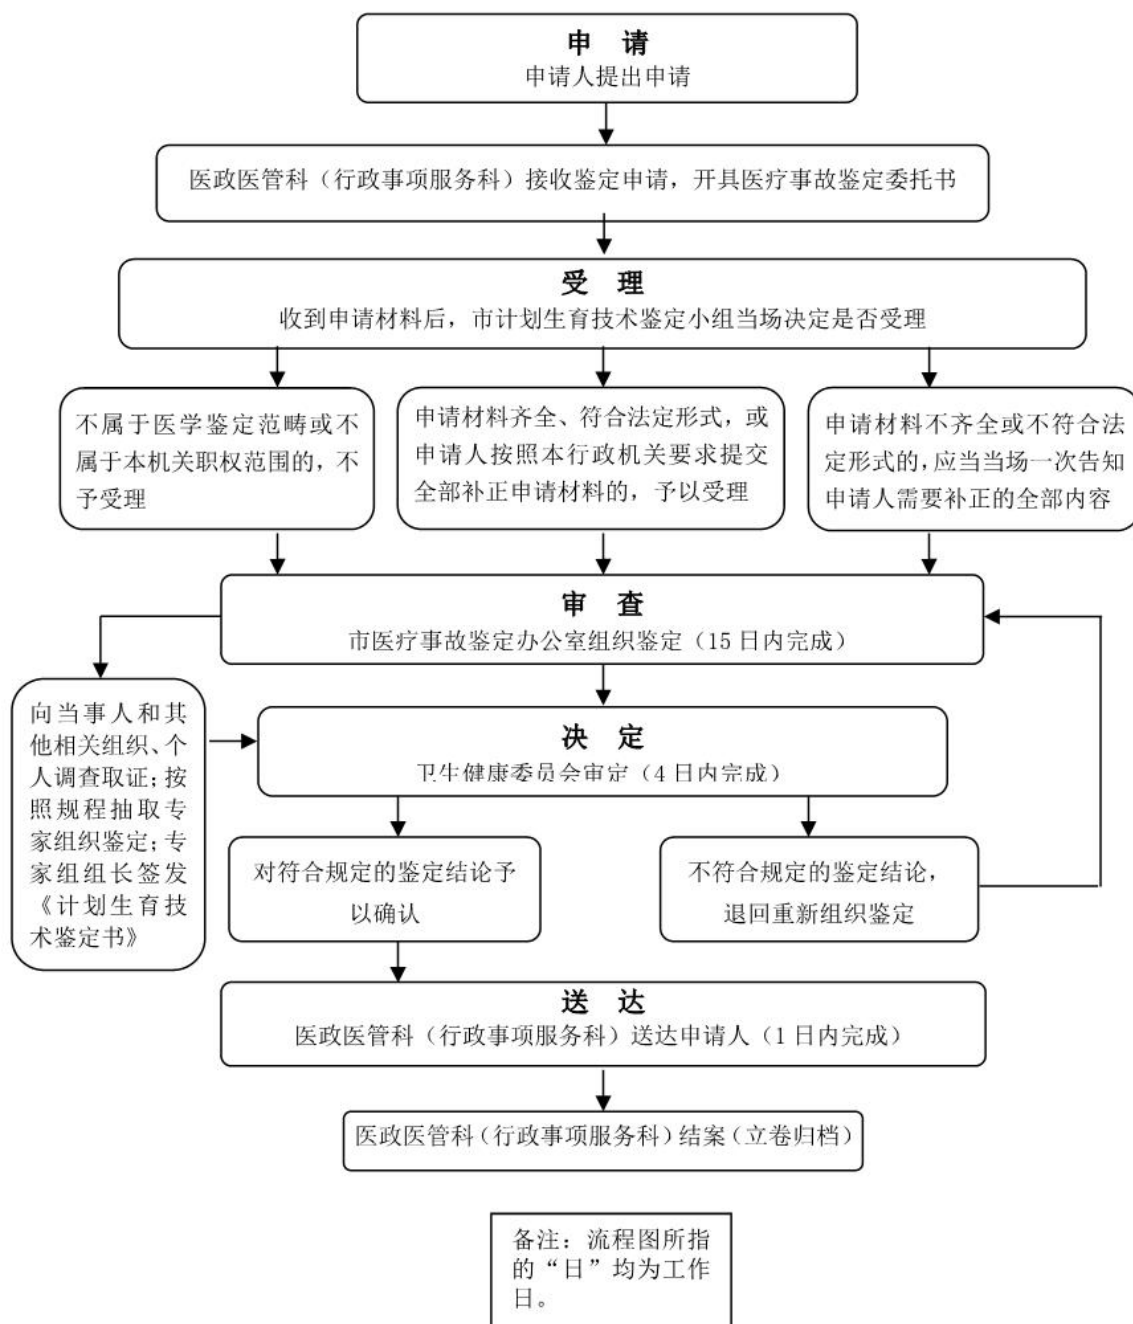 申 请
申请人提出申请
医政医管科（行政事项服务科）接收鉴定申请，开具医疗事故鉴定委托书
受 理
收到申请材料后，市计划生育技术鉴定小组当场决定是否受理
不属于医学鉴定范畴或不
属于本机关职权范围的，不
予受理
申请材料齐全、符合法定形式，或
申请人按照本行政机关要求提交
全部补正申请材料的，予以受理
申请材料不齐全或不符合法
定形式的，应当当场一次告知
申请人需要补正的全部内容
审 查
市医疗事故鉴定办公室组织鉴定（15 日内完成）
向当事人和其
他相关组织、个
人调查取证；按
照规程抽取专
家组织鉴定；专
家组组长签发
《计划生育技
术鉴定书》
决 定
卫生健康委员会审定（4 日内完成）
对符合规定的鉴定结论予
以确认
不符合规定的鉴定结论，
退回重新组织鉴定
送 达
医政医管科（行政事项服务科）送达申请人（1 日内完成）
医政医管科（行政事项服务科）结案（立卷归档）
备注：流程图所指
的“日”均为工作
日。